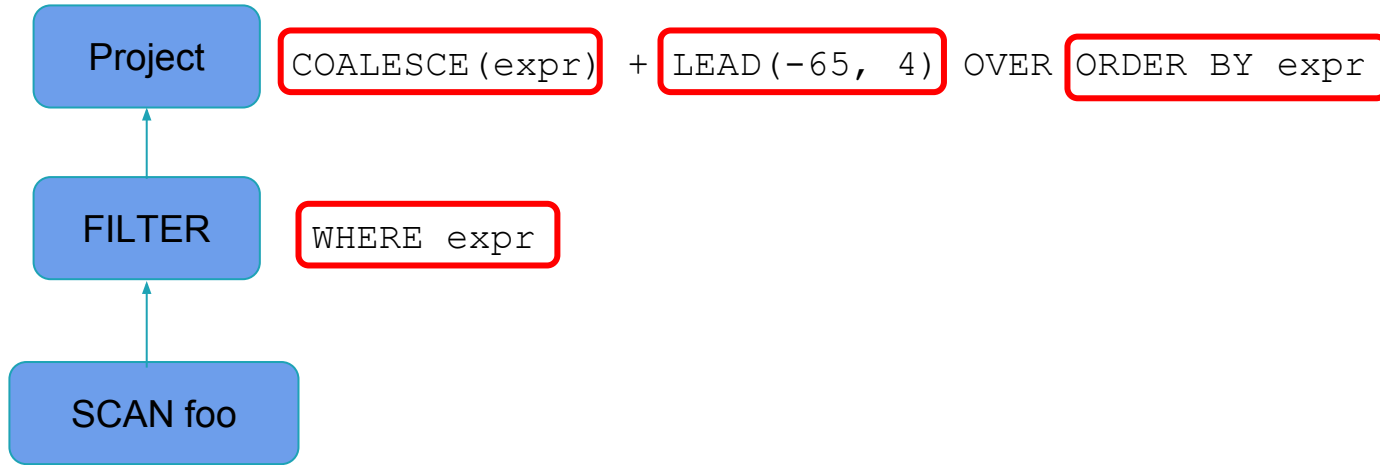 Project
COALESCE(expr) + LEAD(-65, 4) OVER ORDER BY expr
FILTER
WHERE expr
SCAN foo